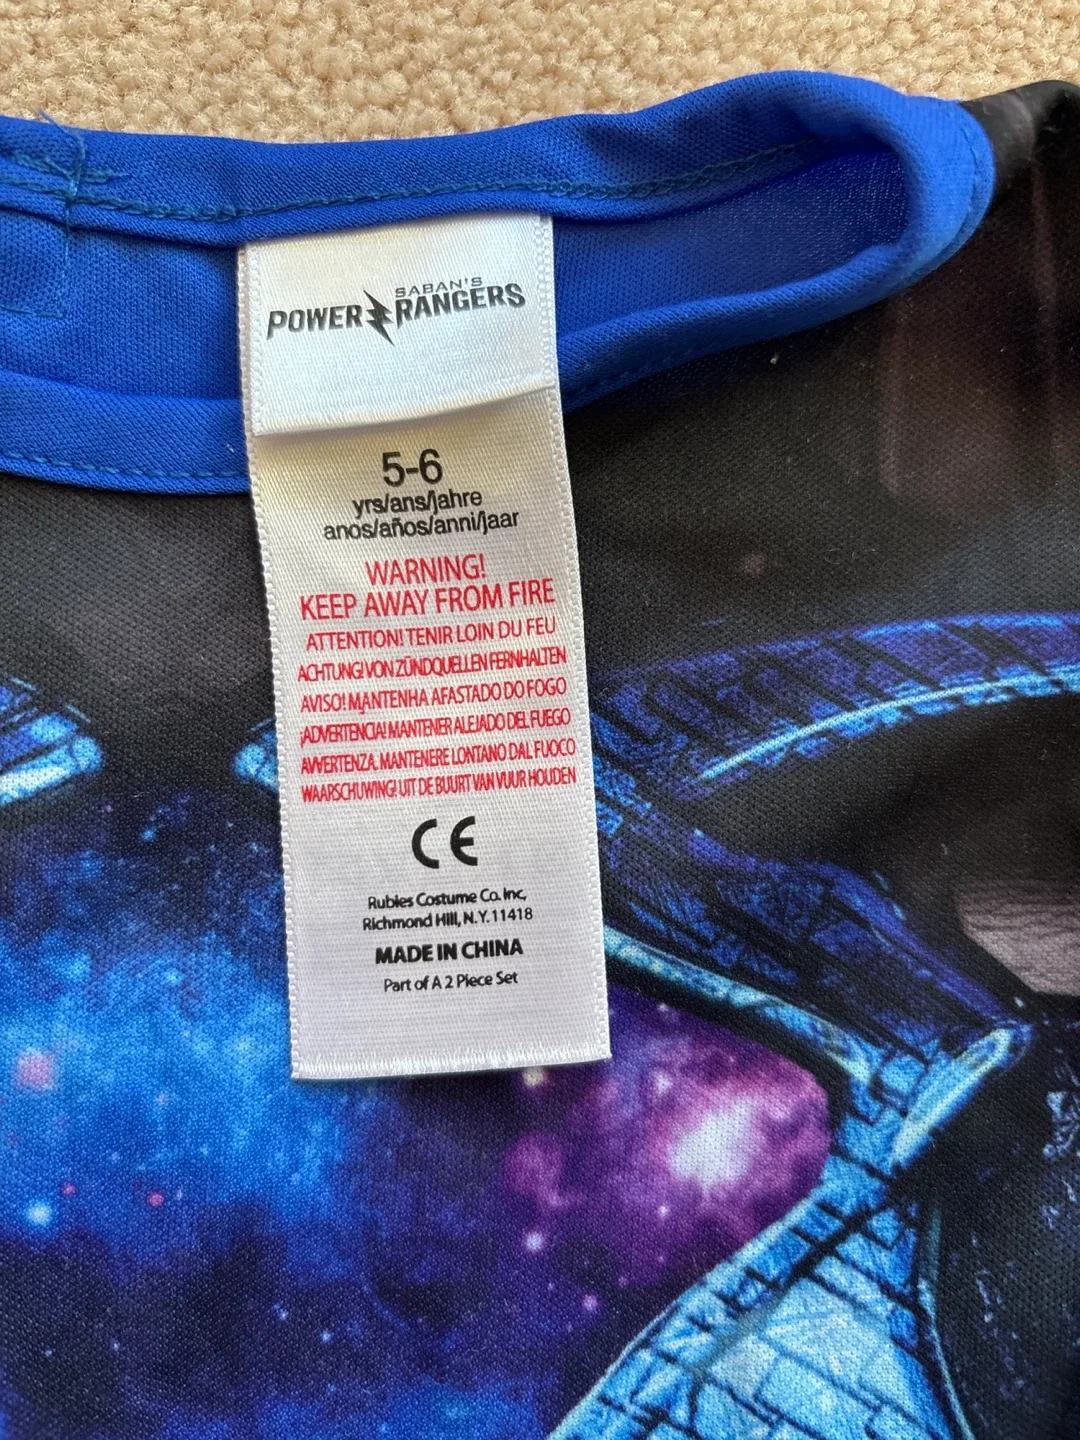 SABAN'S
POWER RANGERS
5-6
yrs/ans/Jahre
anos/años/anni/jaar
WARNING!
KEEP AWAY FROM FIRE
ATTENTION! TENIR LOIN DU FEU
ACHTUNG! VON ZÜNDQUELLEN FERNHALTEN
AVISO! MANTENHA AFASTADO DO FOGO
¡ADVERTENCIA! MANTENER ALEJADO DEL FUEGO
AVVERTENZA. MANTENERE LONTANO DAL FUOCO
WAARSCHUWING! UIT DE BUURT VAN VUUR HOUDEN
CE
Rubies Costume Co. Inc,
Richmond Hill, N.Y. 11418
MADE IN CHINA
Part of A 2 Piece Set